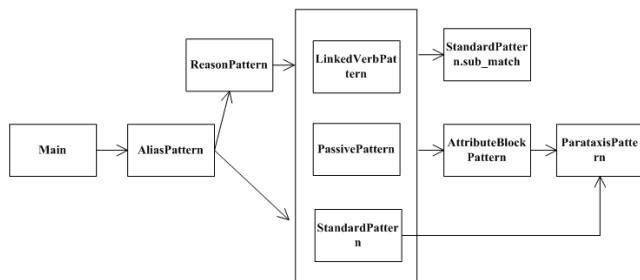 LinkedVerbPat
tern
StandardPatter
n.sub_match
ReasonPattern
Main
AliasPattern
PassivePattern
AttributeBlock
Pattern
ParataxisPatte
rn
StandardPatter
n